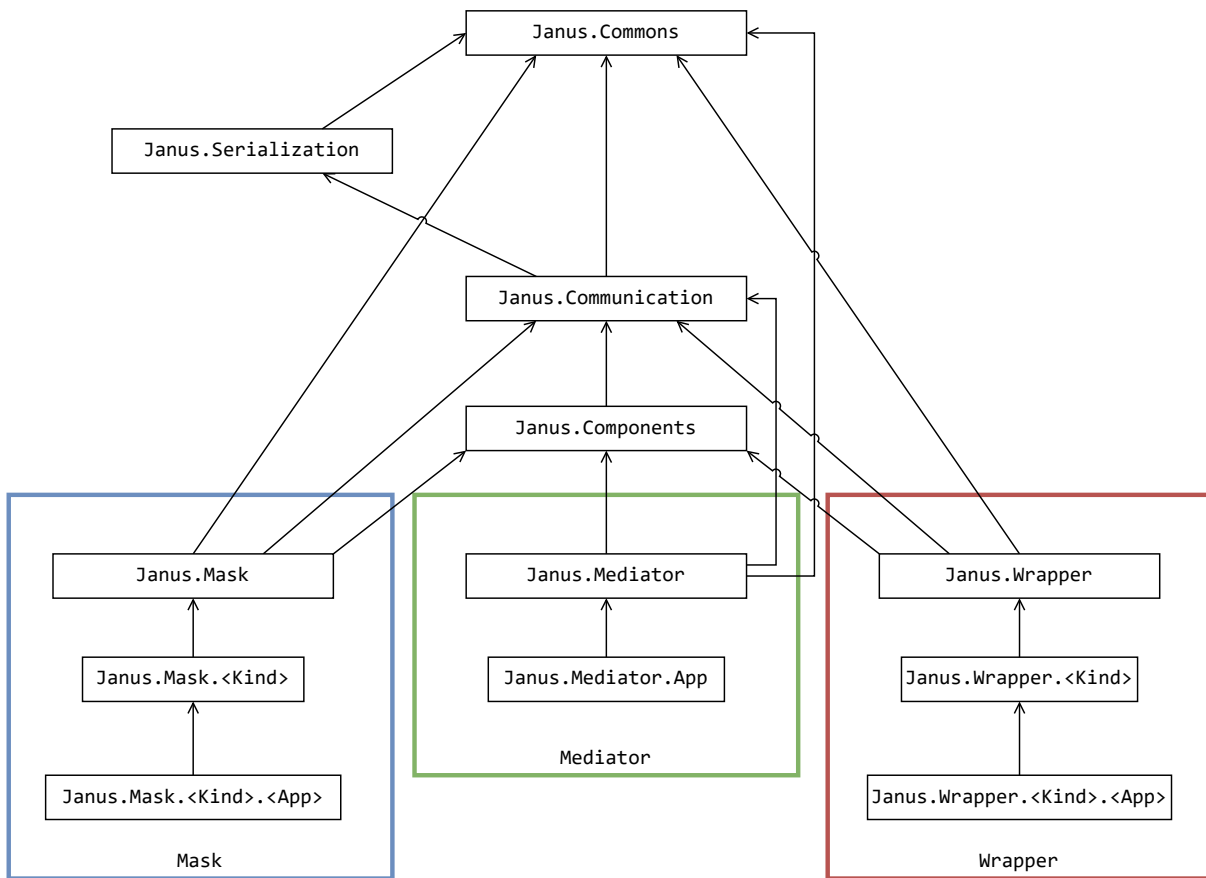 Janus.Commons
Janus.Serialization
Janus.Communication
Janus.Components
Janus.Mask
Janus.Mediator
Janus.Wrapper
Janus.Mask.<Kind>
Janus.Mediator.App
Janus.Wrapper.<Kind>
Mediator
Janus.Mask.<Kind>.<App>
Janus.Wrapper.<Kind>.<App>
Mask
Wrapper